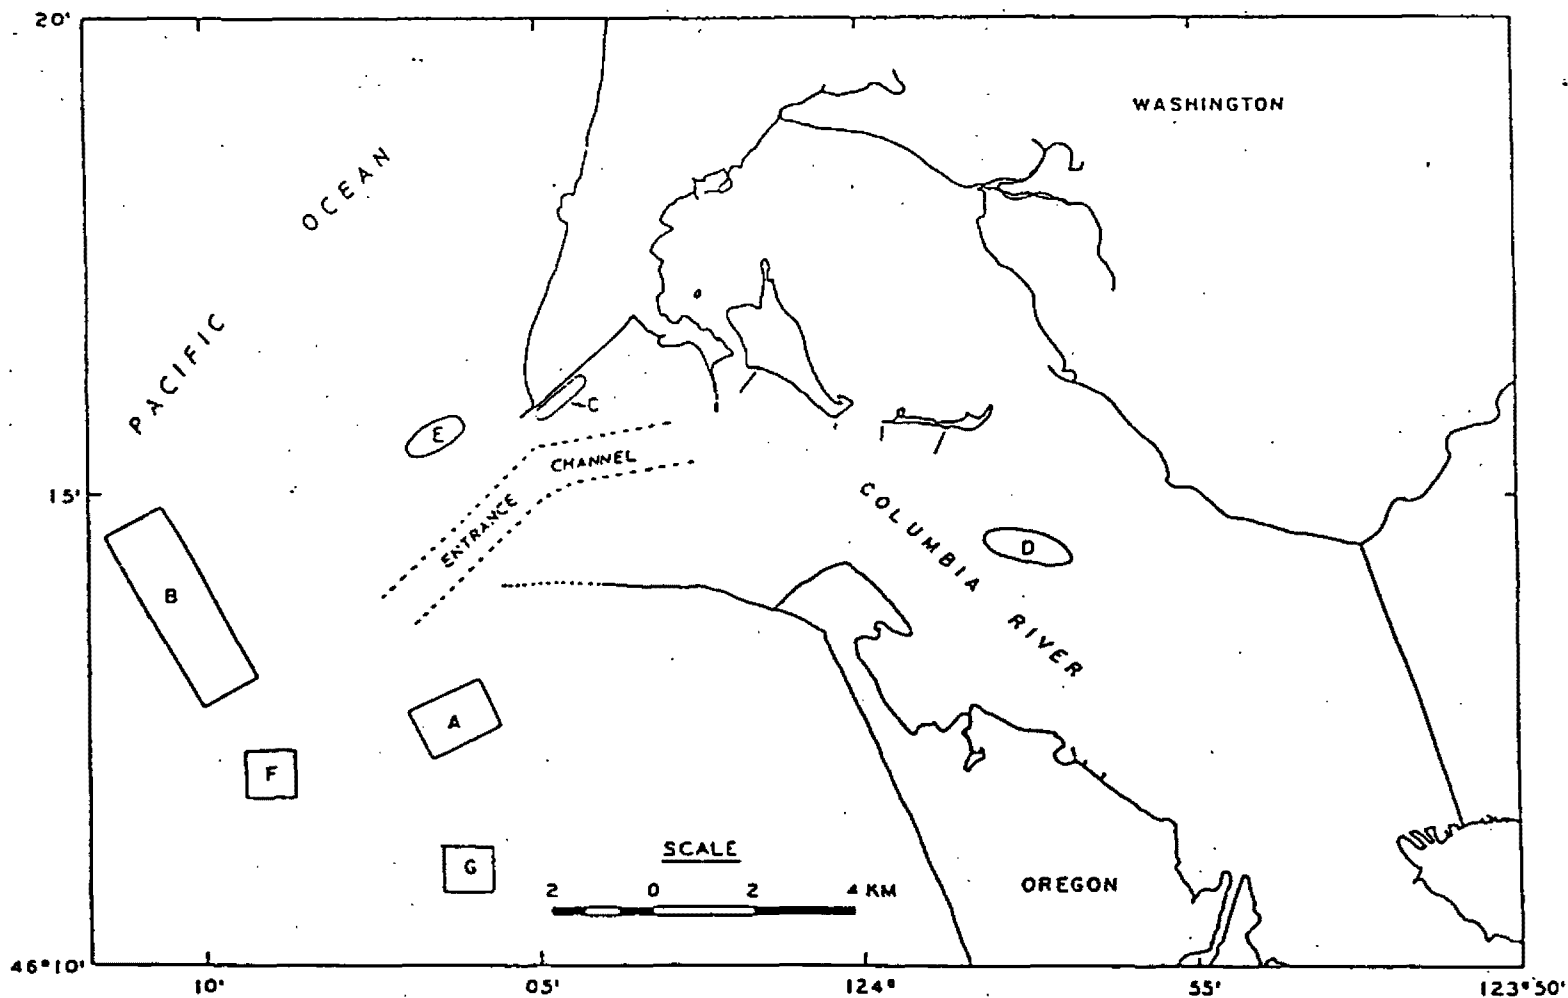 20'
WASHINGTON
OCEAN
PACIFIC
C
E
CHANNEL
15'
ENTRANCE
COLUMBIA
D
B
RIVER
A
F
SCALE
G
2 0 2 4 KM
OREGON
46°10'
10' 05' 124° 55' 123°50'